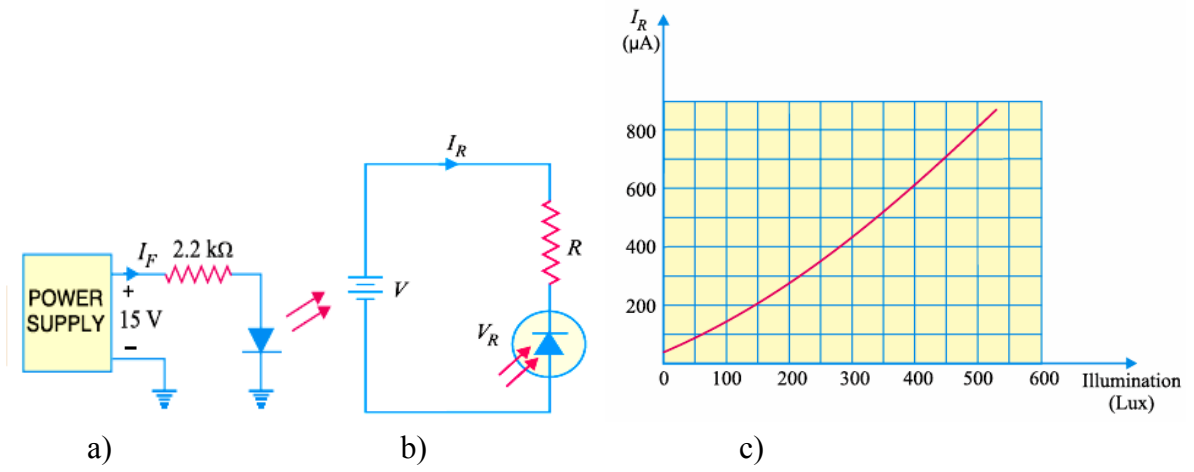 I_F 2.2 kΩ
POWER
SUPPLY
+
15 V
−
a)
I_R
V
R
V_R
b)
I_R
(μA)
800
600
400
200
0 100 200 300 400 500 600
Illumination
(Lux)
c)